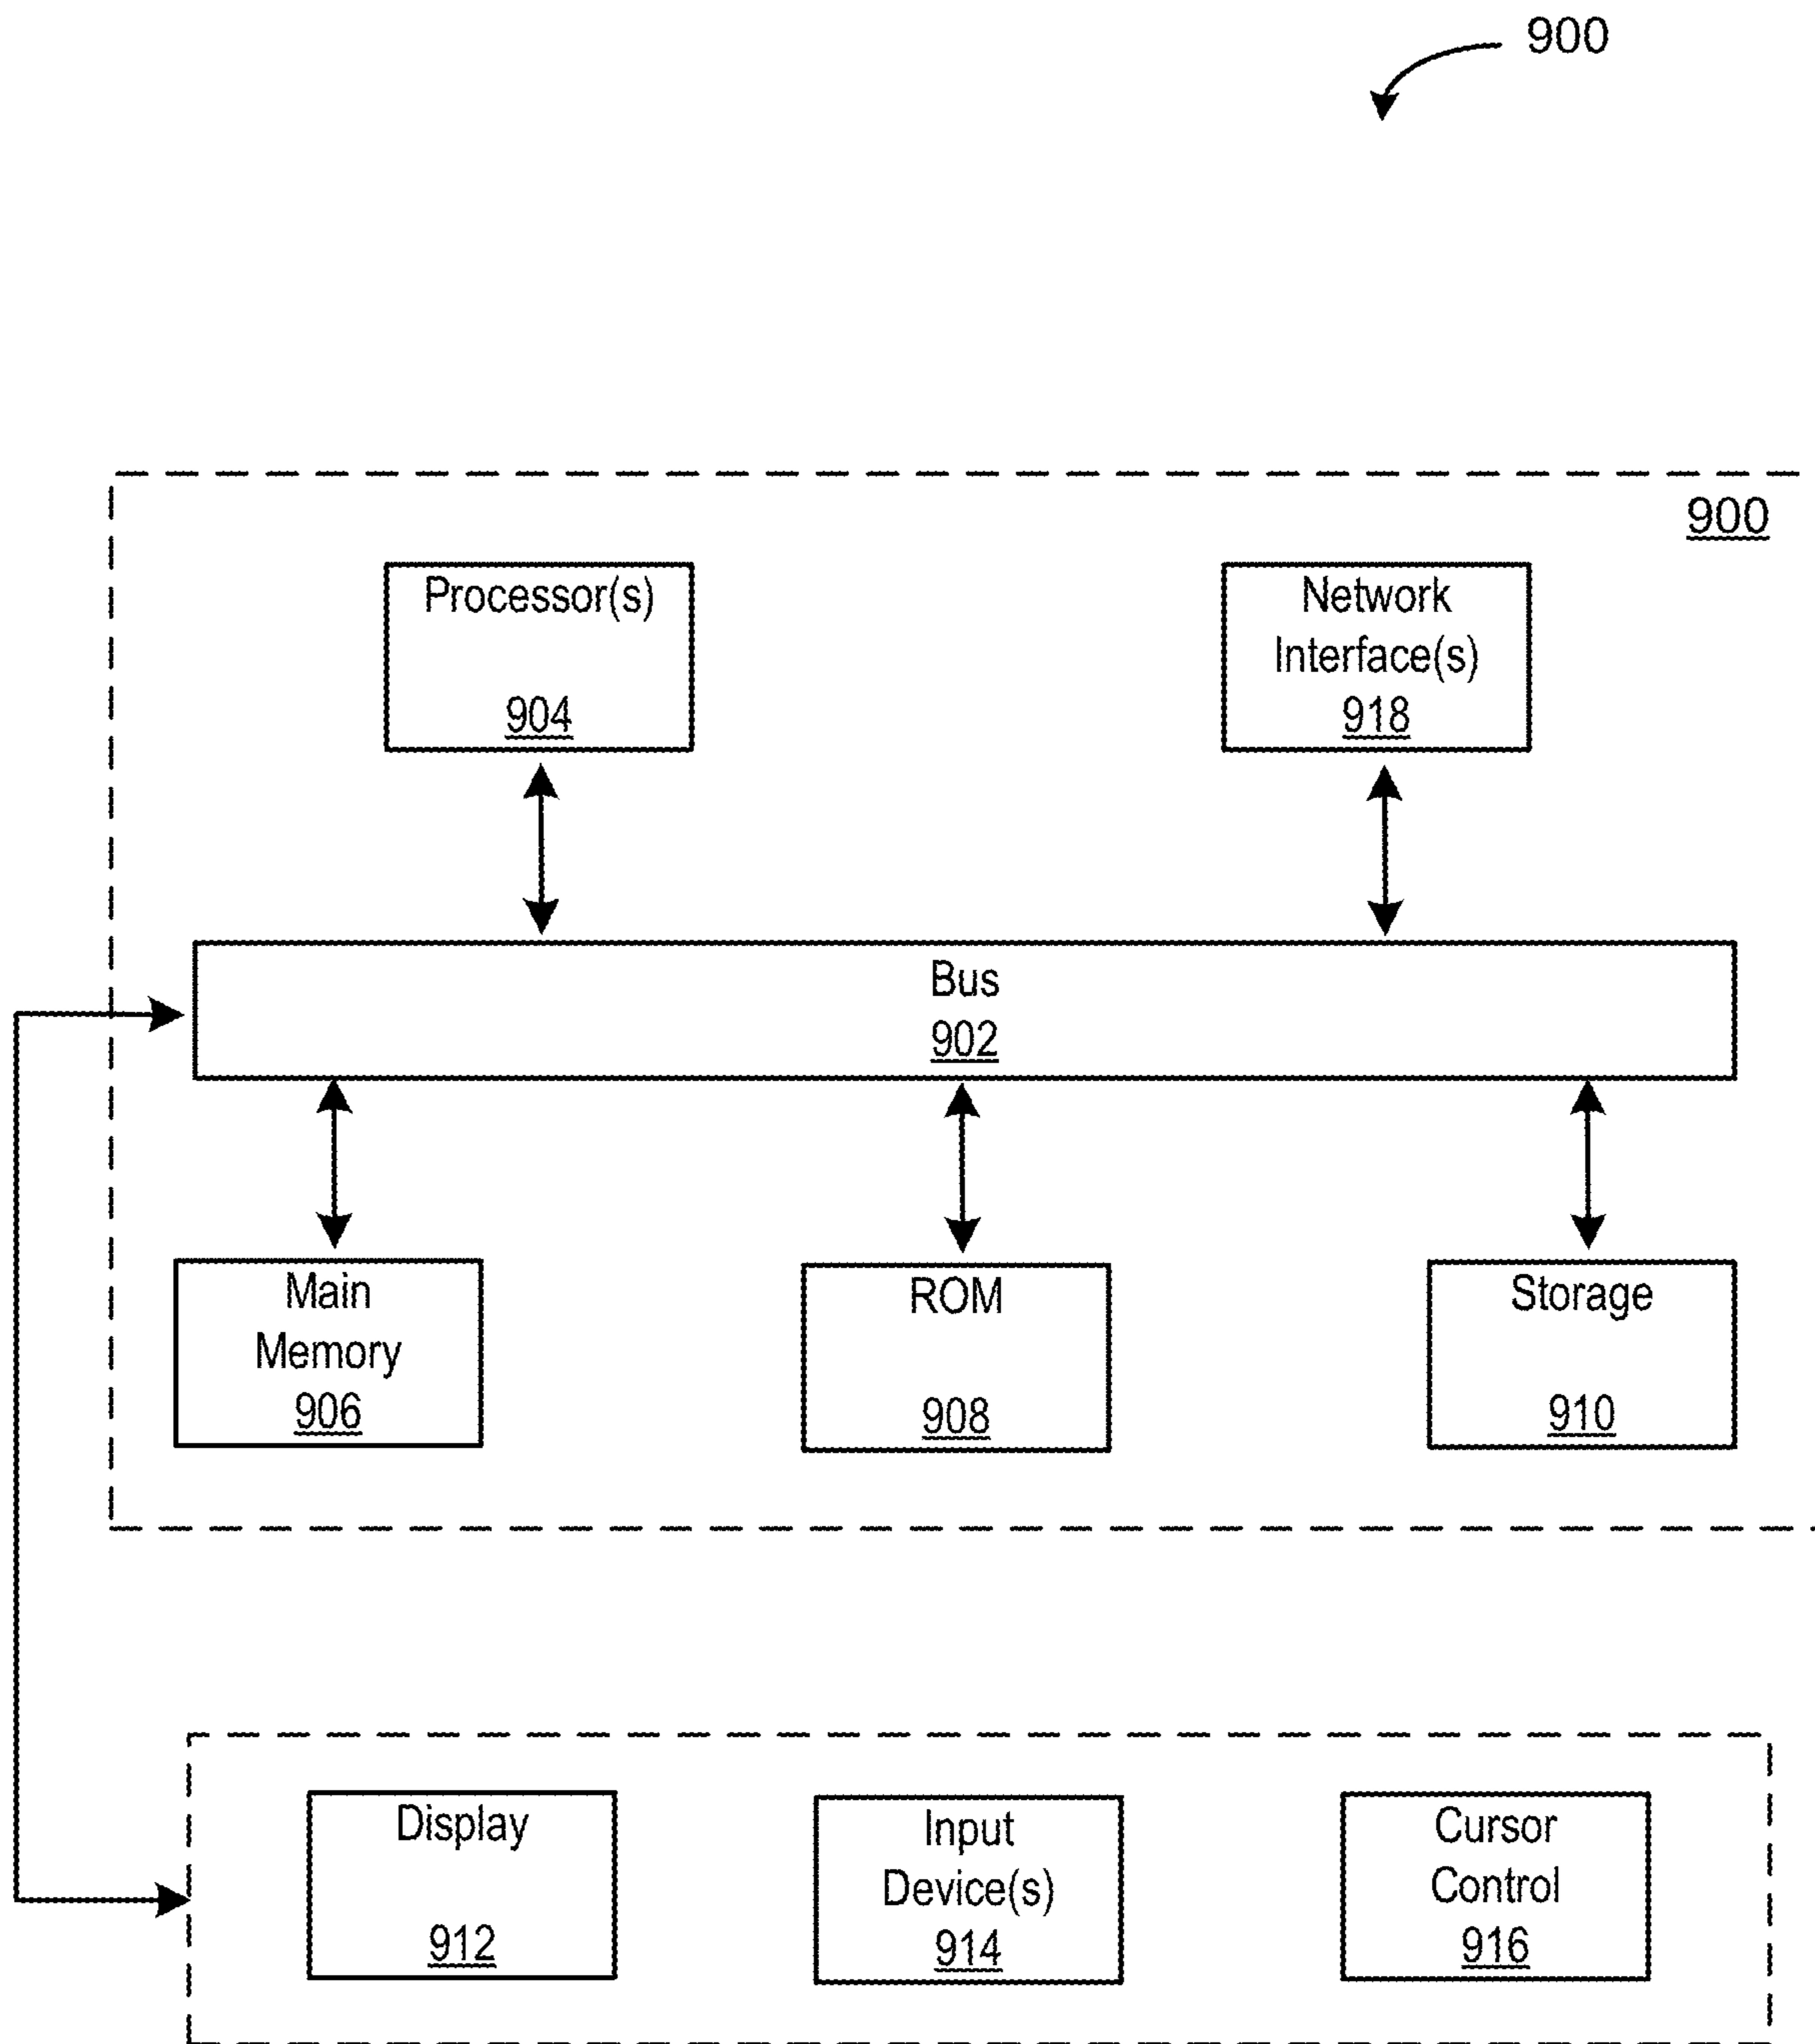 900
900
Processor(s)
904
Network
Interface(s)
918
Bus
902
Main
Memory
906
ROM
908
Storage
910
Display
912
Input
Device(s)
914
Cursor
Control
916